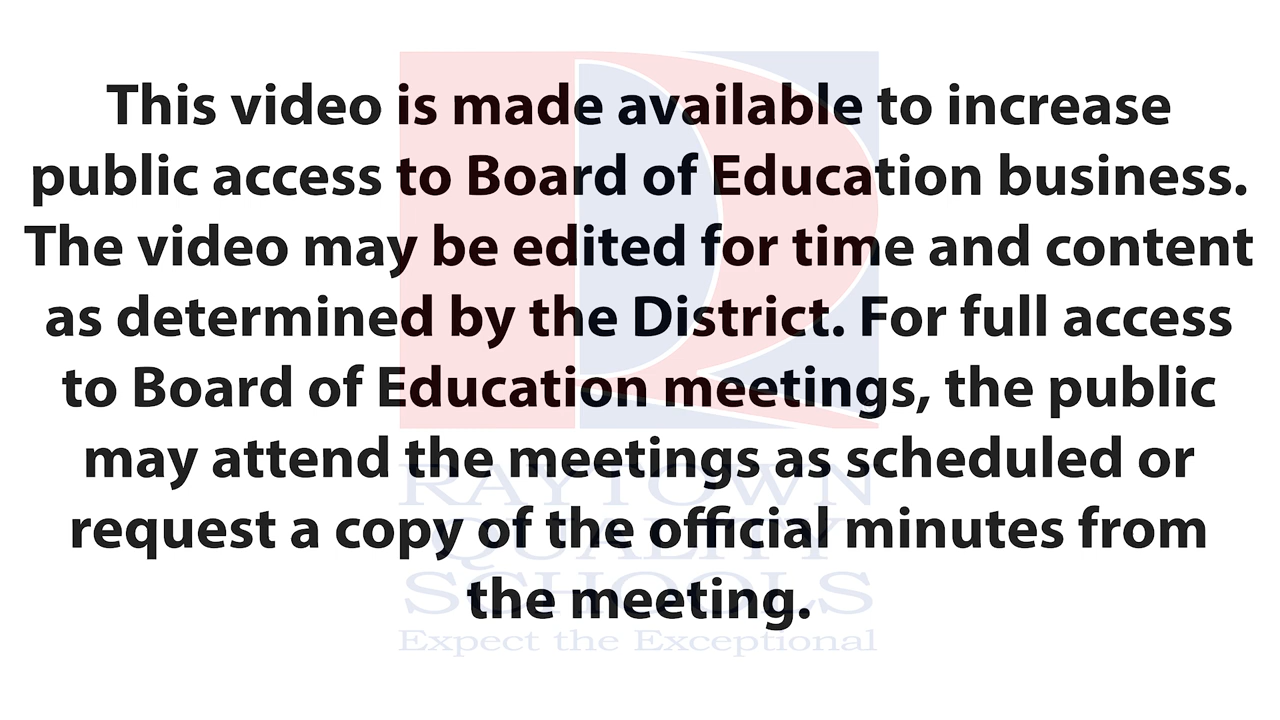 This video is made available to increase
public access to Board of Education business.
The video may be edited for time and content
as determined by the District. For full access
to Board of Education meetings, the public
may attend the meetings as scheduled or
request a copy of the official minutes from
the meeting.
RAYTOWN
QUALITY
SCHOOLS
Expect the Exceptional